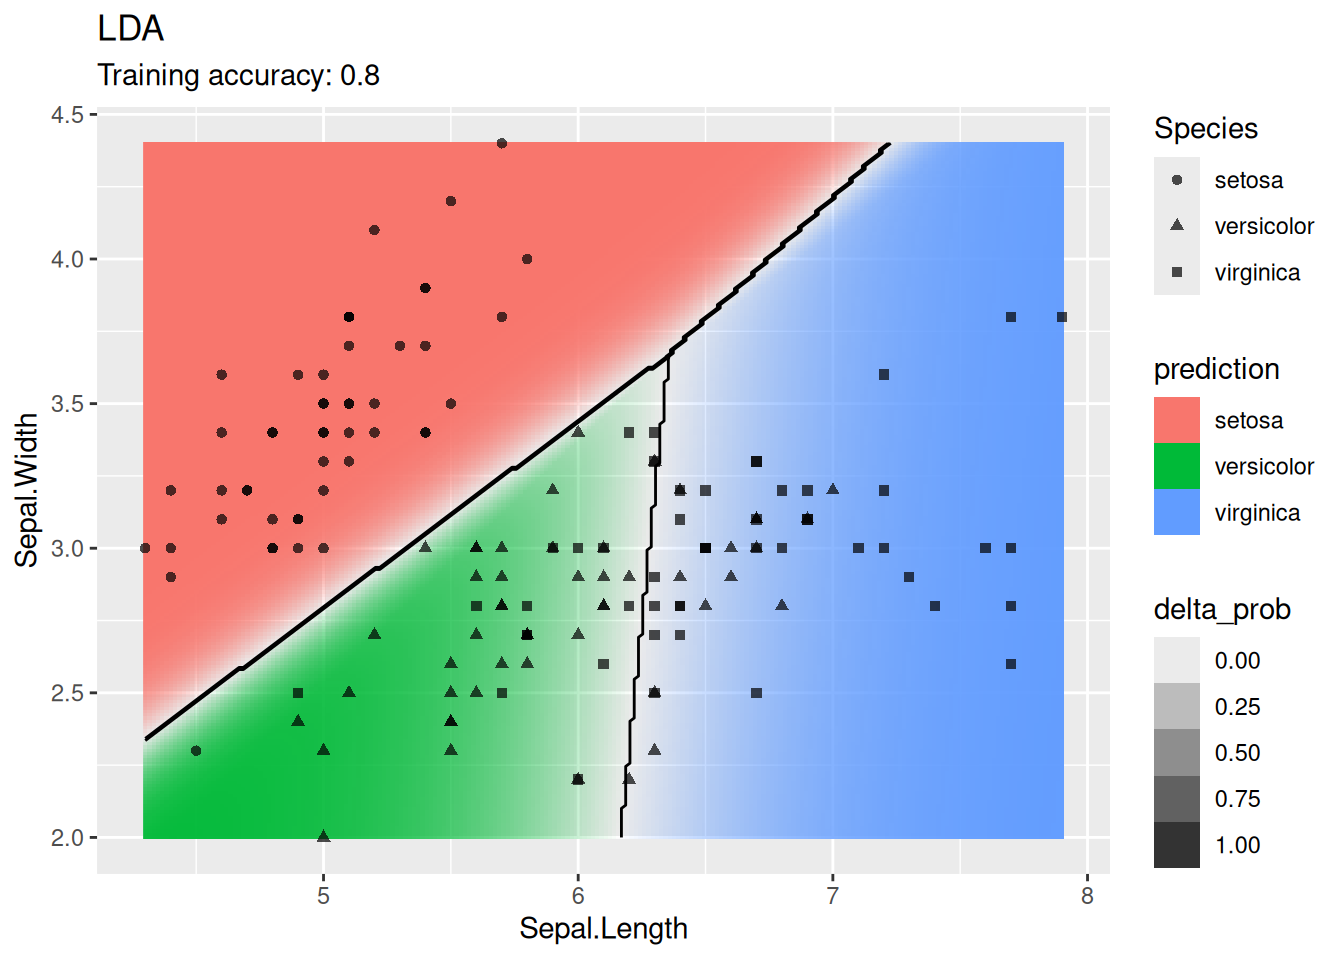 LDA
Training accuracy: 0.8
4.5
4.0
3.5
3.0
2.5
2.0
Sepal.Width
5 6 7 8
Sepal.Length
Species
setosa
versicolor
virginica
prediction
setosa
versicolor
virginica
delta_prob
0.00
0.25
0.50
0.75
1.00